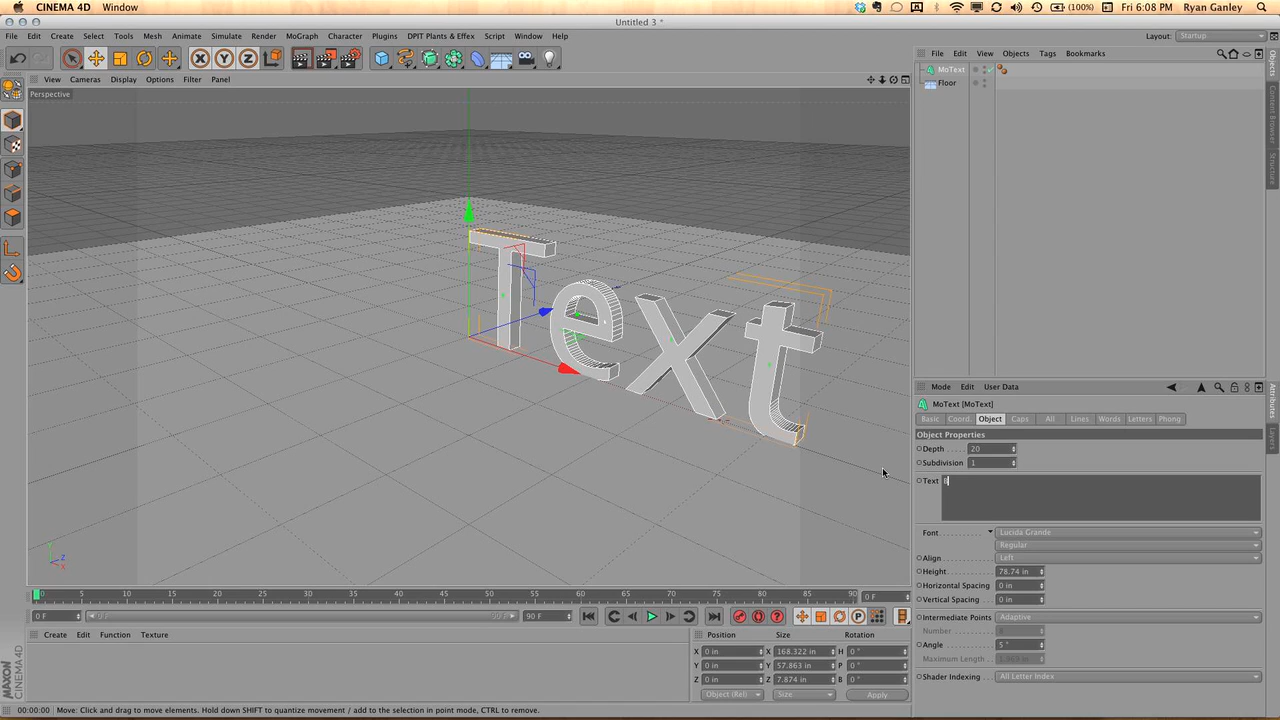 CINEMA 4D Window (100%) Fri 6:08 PM Ryan Ganley
Untitled 3 *
File Edit Create Select Tools Mesh Animate Simulate Render MoGraph Character Plugins DPIT Plants & Effex Script Window Help Layout: Startup
X Y Z File Edit View Objects Tags Bookmarks
View Cameras Display Options Filter Panel
MoText
Floor
Perspective
Objects
Content Browser
Structure
Text
Y
Z
X
Mode Edit User Data
MoText [MoText]
Basic Coord Object Caps All Lines Words Letters Phong
Object Properties
Depth 20
Subdivision 1
Text
Font Lucida Grande
Regular
Align Left
Height 78.74 in
Horizontal Spacing 0 in
Vertical Spacing 0 in
Intermediate Points Adaptive
Number
Angle 5 °
Maximum Length
Shader Indexing All Letter Index
Attributes
Layers
0 5 10 15 20 25 30 35 40 45 50 55 60 65 70 75 80 85 90 0 F
0 F 0 F 90 F 90 F
Create Edit Function Texture
Position Size Rotation
X 0 in X 168.322 in H 0 °
Y 0 in Y 57.863 in P 0 °
Z 0 in Z 7.874 in B 0 °
Object (Rel) Size Apply
MAXON
CINEMA 4D
00:00:00 Move: Click and drag to move elements. Hold down SHIFT to quantize movement / add to the selection in point mode, CTRL to remove.